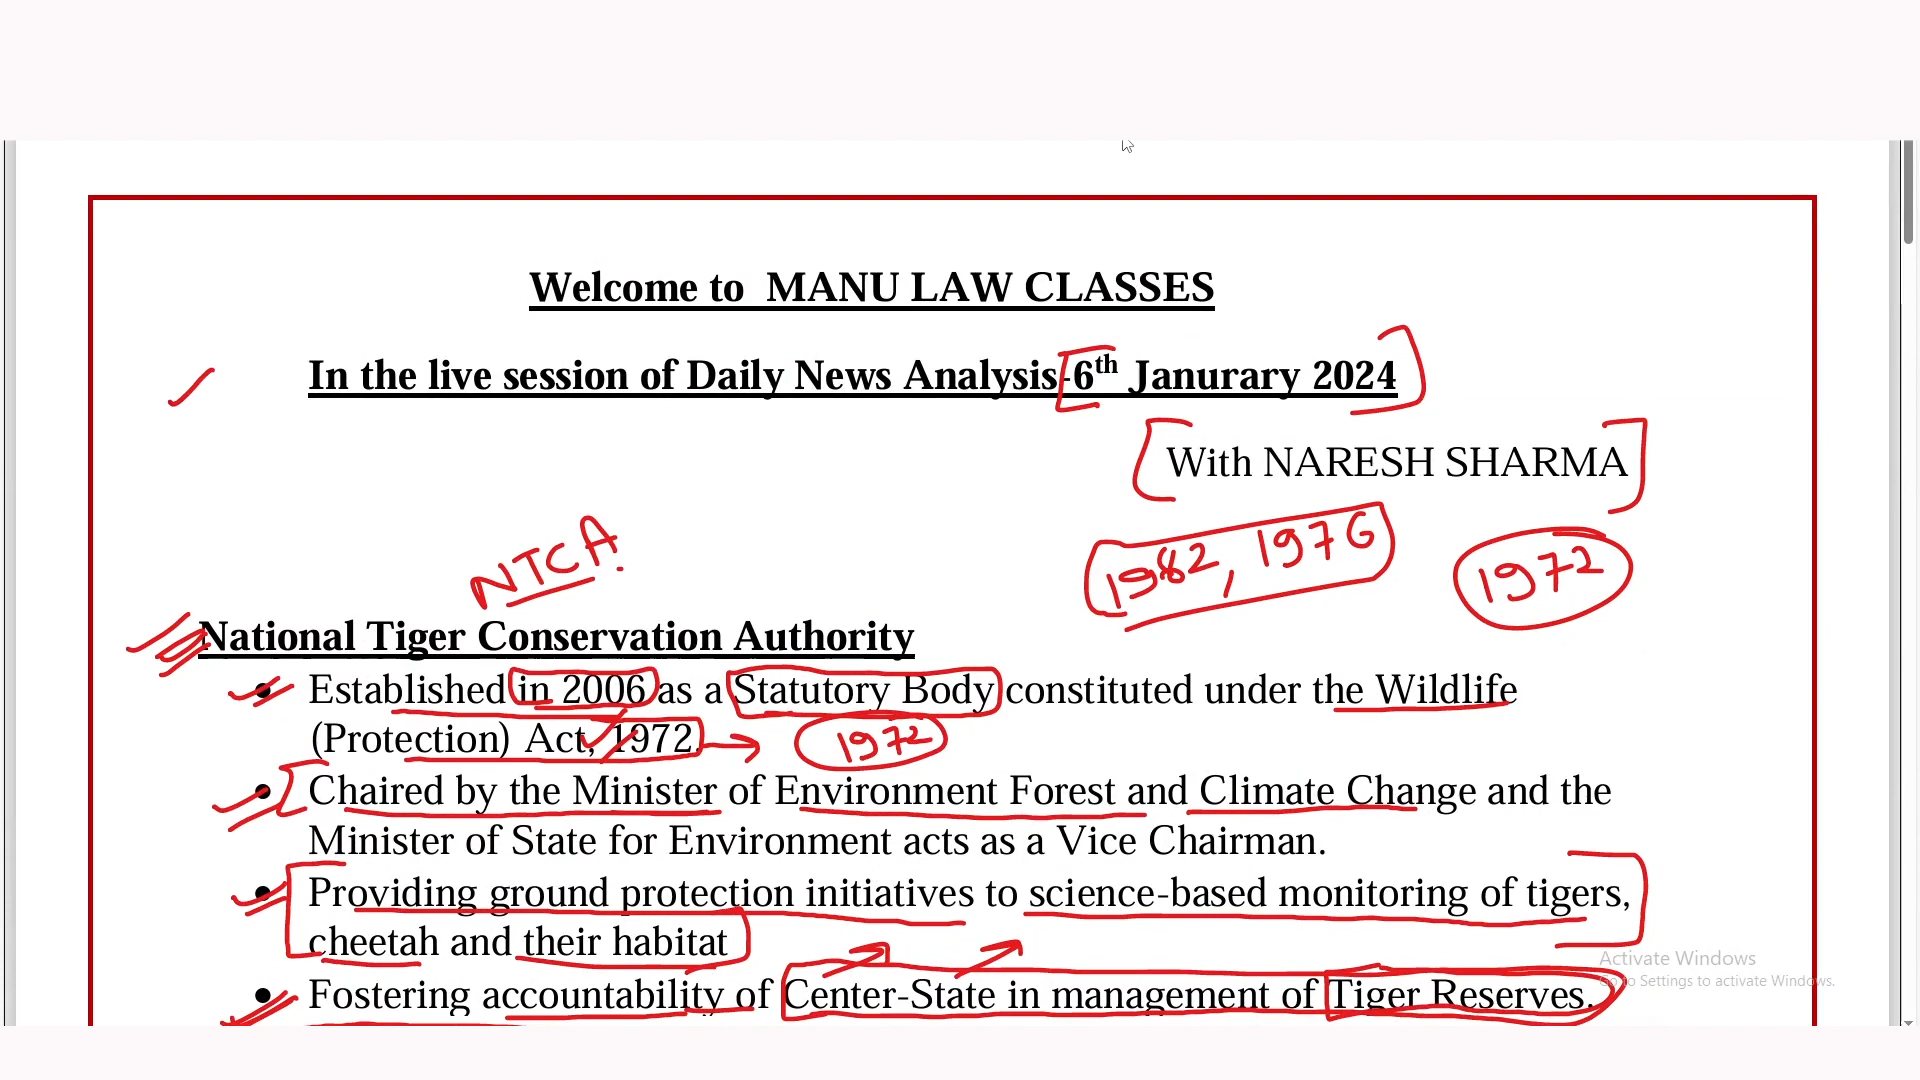 Welcome to MANU LAW CLASSES
In the live session of Daily News Analysis-6th Janurary 2024
With NARESH SHARMA
NTCA
1982, 1976
1972
National Tiger Conservation Authority
• Established in 2006 as a Statutory Body constituted under the Wildlife
(Protection) Act, 1972.
1972
• Chaired by the Minister of Environment Forest and Climate Change and the
Minister of State for Environment acts as a Vice Chairman.
• Providing ground protection initiatives to science-based monitoring of tigers,
cheetah and their habitat
• Fostering accountability of Center-State in management of Tiger Reserves.
Activate Windows
Go to Settings to activate Windows.